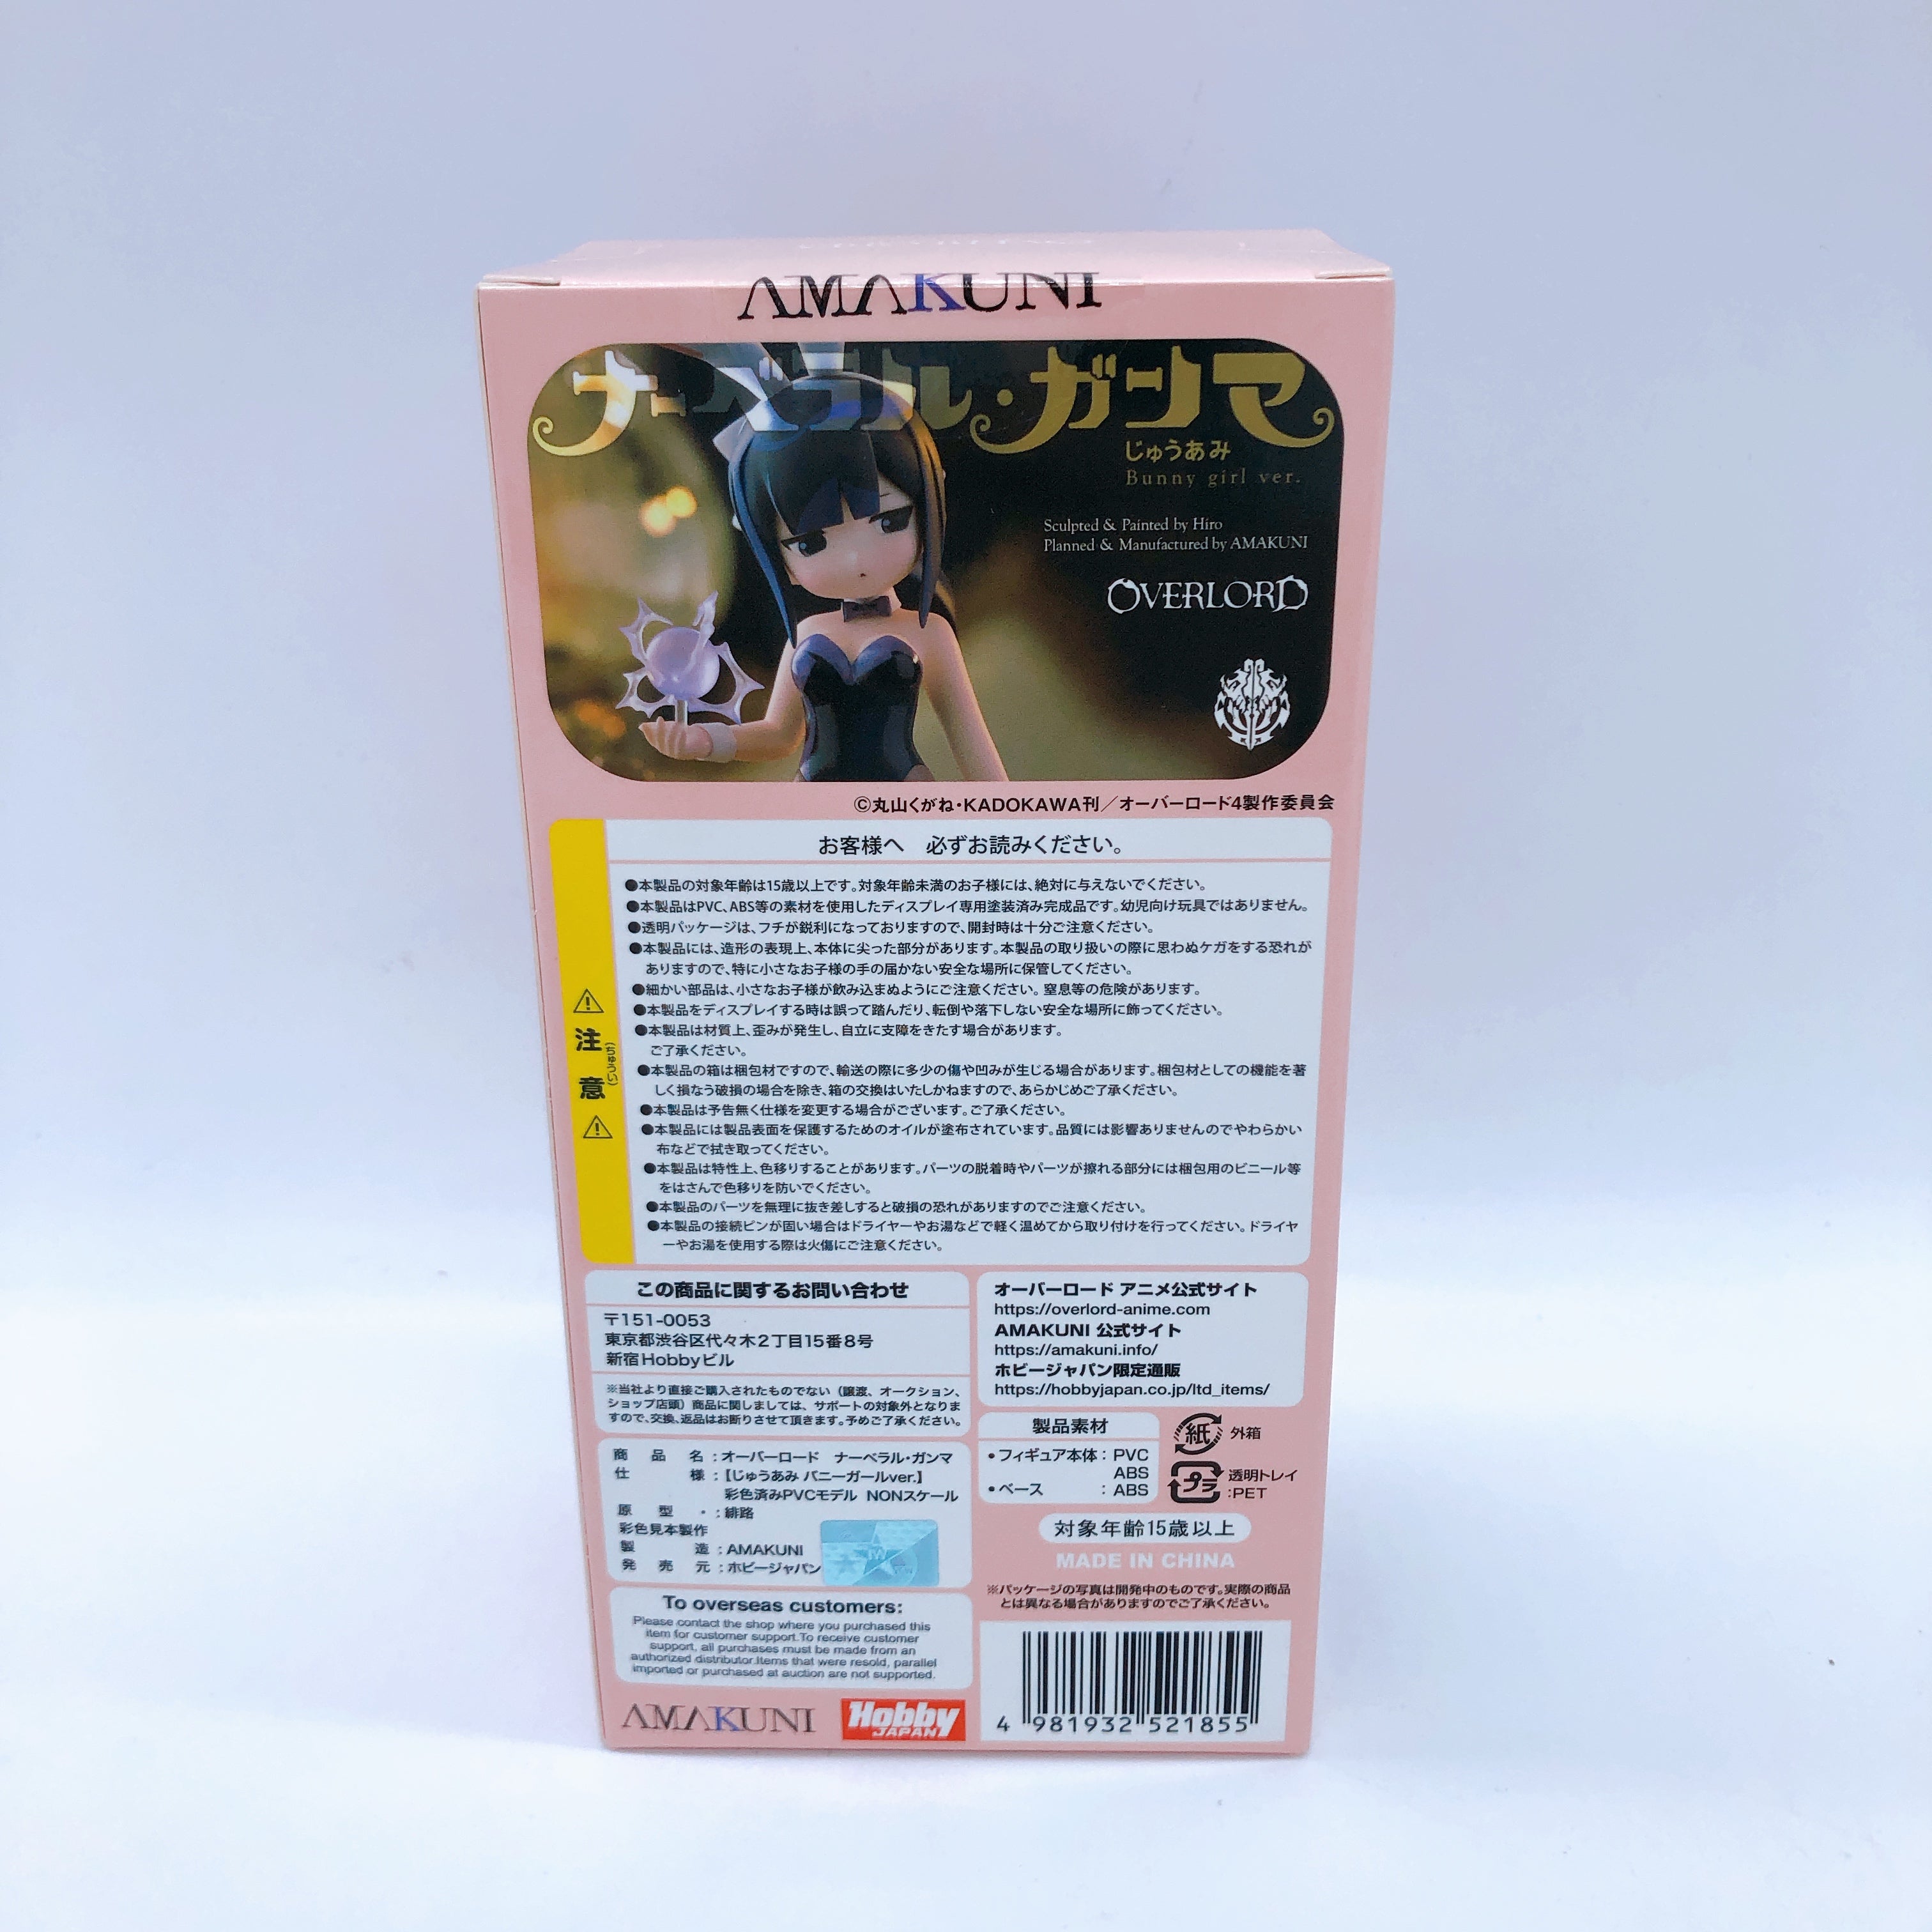 AMAKUNI
ナーベラル・ガンマ
じゅうあみ
Bunny girl ver.
Sculpted & Painted by Hiro
Planned & Manufactured by AMAKUNI
OVERLORD
©丸山くがね・KADOKAWA刊／オーバーロード4製作委員会
お客様へ 必ずお読みください。
⚠
注(ちゅうい)
意
⚠
●本製品の対象年齢は15歳以上です。対象年齢未満のお子様には、絶対に与えないでください。
●本製品はPVC、ABS等の素材を使用したディスプレイ専用塗装済み完成品です。幼児向け玩具ではありません。
●透明パッケージは、フチが鋭利になっておりますので、開封時は十分ご注意ください。
●本製品には、造形の表現上、本体に尖った部分があります。本製品の取り扱いの際に思わぬケガをする恐れが
ありますので、特に小さなお子様の手の届かない安全な場所に保管してください。
●細かい部品は、小さなお子様が飲み込まぬようにご注意ください。窒息等の危険があります。
●本製品をディスプレイする時は誤って踏んだり、転倒や落下しない安全な場所に飾ってください。
●本製品は材質上、歪みが発生し、自立に支障をきたす場合があります。
ご了承ください。
●本製品の箱は梱包材ですので、輸送の際に多少の傷や凹みが生じる場合があります。梱包材としての機能を著
しく損なう破損の場合を除き、箱の交換はいたしかねますので、あらかじめご了承ください。
●本製品は予告無く仕様を変更する場合がございます。ご了承ください。
●本製品には製品表面を保護するためのオイルが塗布されています。品質には影響ありませんのでやわらかい
布などで拭き取ってください。
●本製品は特性上、色移りすることがあります。パーツの脱着時やパーツが擦れる部分には梱包用のビニール等
をはさんで色移りを防いでください。
●本製品のパーツを無理に抜き差しすると破損の恐れがありますのでご注意ください。
●本製品の接続ピンが固い場合はドライヤーやお湯などで軽く温めてから取り付けを行ってください。ドライヤ
ーやお湯を使用する際は火傷にご注意ください。
この商品に関するお問い合わせ
〒151-0053
東京都渋谷区代々木2丁目15番8号
新宿Hobbyビル
※当社より直接ご購入されたものでない（譲渡、オークション、
ショップ店頭）商品に関しましては、サポートの対象外となりま
すので、交換、返品はお断りさせて頂きます。予めご了承ください。
商品名：オーバーロード ナーベラル・ガンマ
仕様：【じゅうあみ バニーガールver.】
彩色済みPVCモデル NONスケール
原型・：緋路
彩色見本製作
製造：AMAKUNI
発売元：ホビージャパン
To overseas customers:
Please contact the shop where you purchased this
item for customer support.To receive customer
support, all purchases must be made from an
authorized distributor.Items that were resold, parallel
imported or purchased at auction are not supported.
AMAKUNI
Hobby
JAPAN
オーバーロード アニメ公式サイト
https://overlord-anime.com
AMAKUNI 公式サイト
https://amakuni.info/
ホビージャパン限定通販
https://hobbyjapan.co.jp/ltd_items/
製品素材
・フィギュア本体：PVC
ABS
・ベース：ABS
紙 外箱
プラ 透明トレイ
:PET
対象年齢15歳以上
MADE IN CHINA
※パッケージの写真は開発中のものです。実際の商品
とは異なる場合がありますのでご了承ください。
4 981932 521855